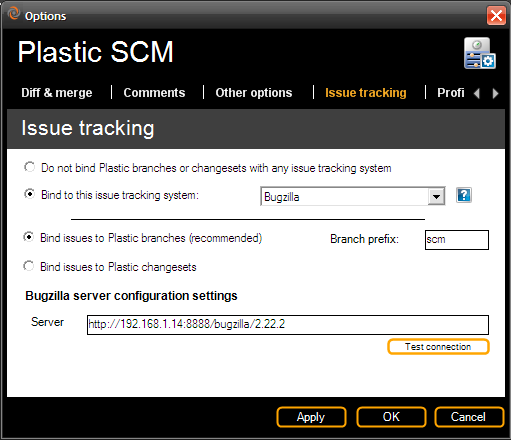 Options
Plastic SCM
Diff & merge Comments Other options Issue tracking Profi
Issue tracking
Do not bind Plastic branches or changesets with any issue tracking system
Bind to this issue tracking system: Bugzilla ?
Bind issues to Plastic branches (recommended) Branch prefix: scm
Bind issues to Plastic changesets
Bugzilla server configuration settings
Server http://192.168.1.14:8888/bugzilla/2.22.2
Test connection
Apply OK Cancel